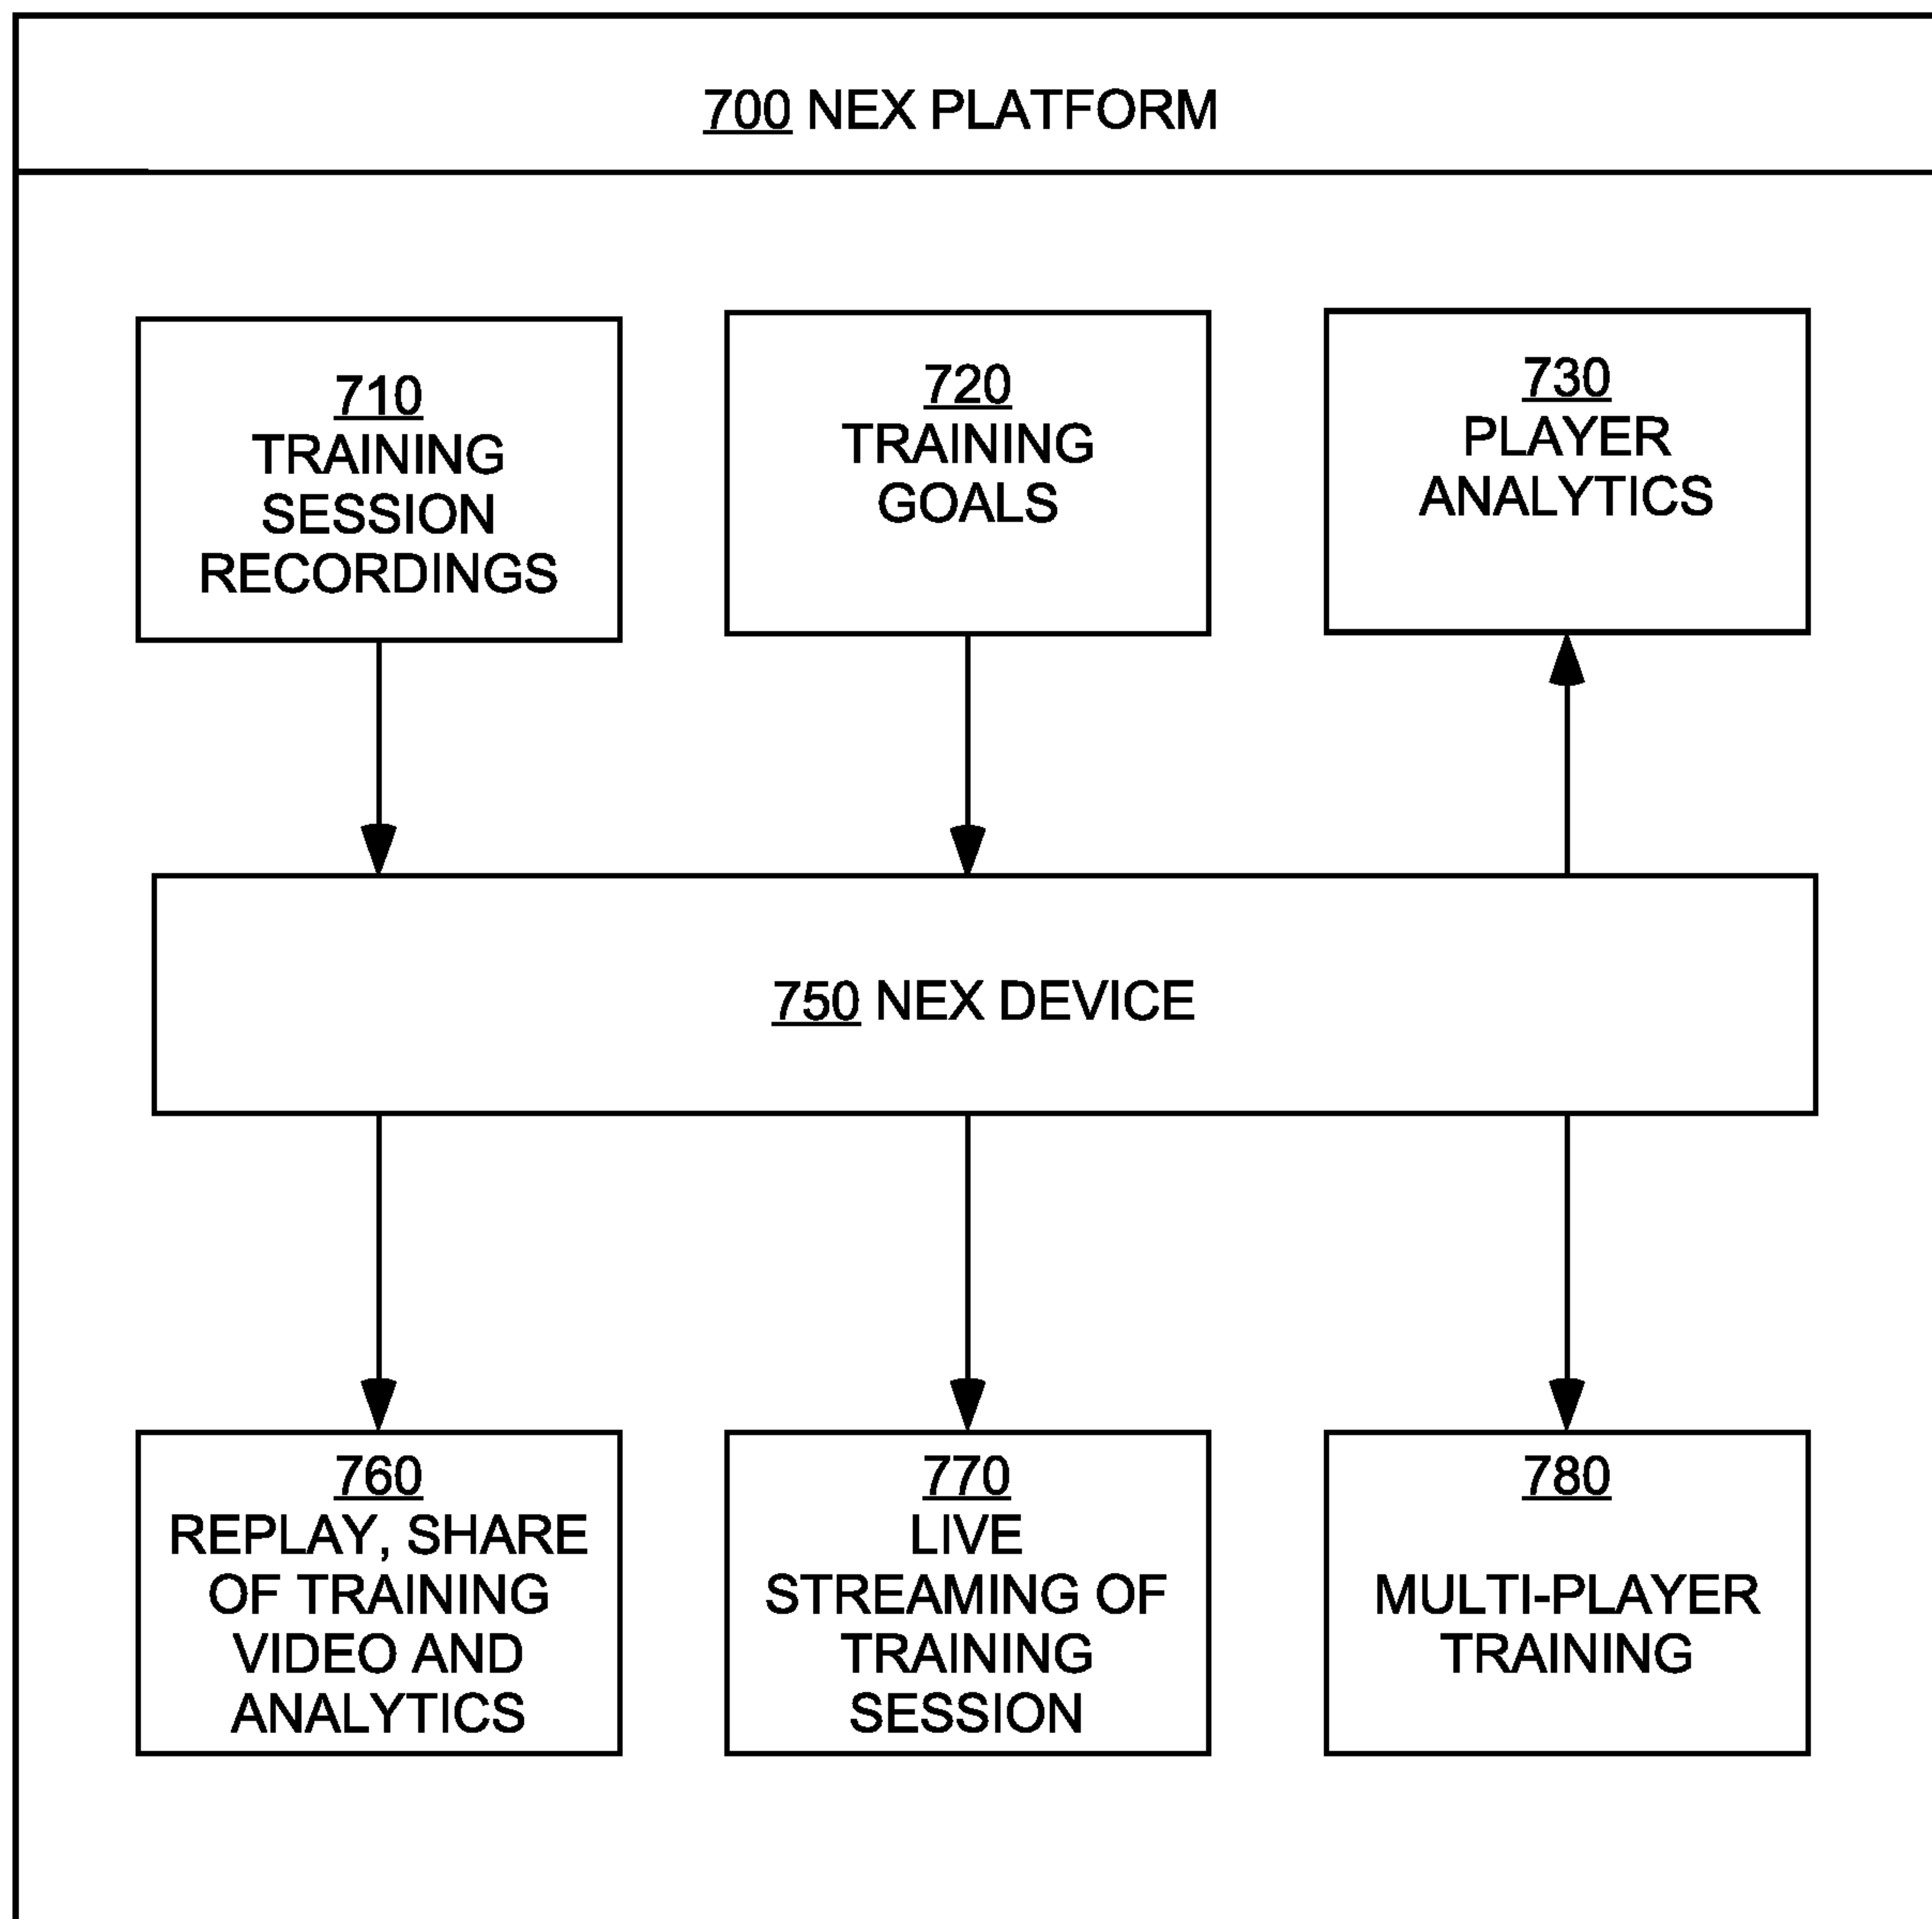 700 NEX PLATFORM
710
TRAINING
SESSION
RECORDINGS
720
TRAINING
GOALS
730
PLAYER
ANALYTICS
750 NEX DEVICE
760
REPLAY, SHARE
OF TRAINING
VIDEO AND
ANALYTICS
770
LIVE
STREAMING OF
TRAINING
SESSION
780
MULTI-PLAYER
TRAINING